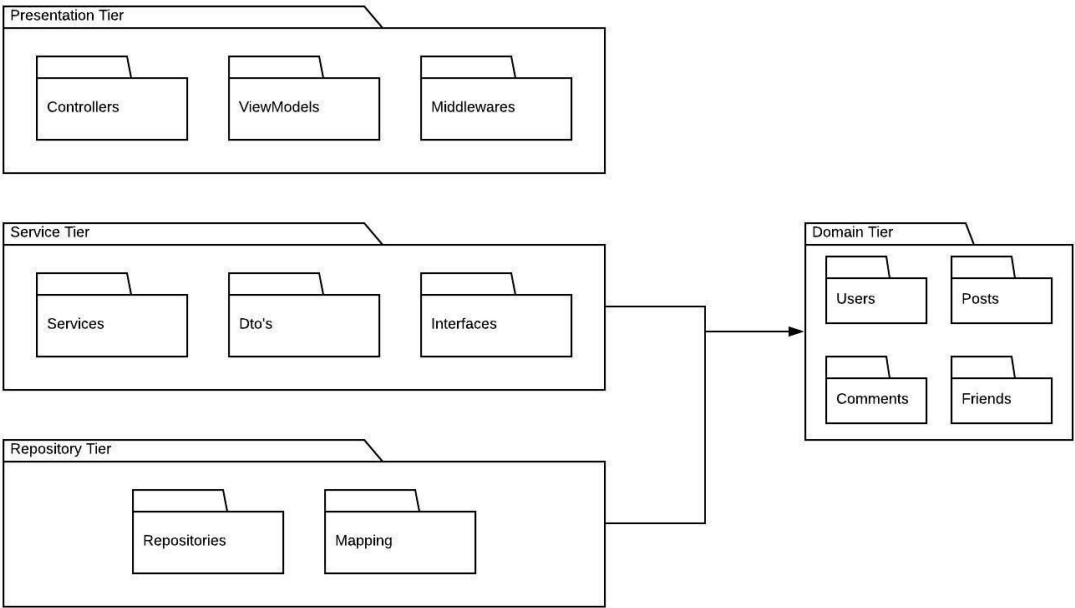 Presentation Tier
Controllers
ViewModels
Middlewares
Service Tier
Services
Dto's
Interfaces
Domain Tier
Users
Posts
Comments
Friends
Repository Tier
Repositories
Mapping